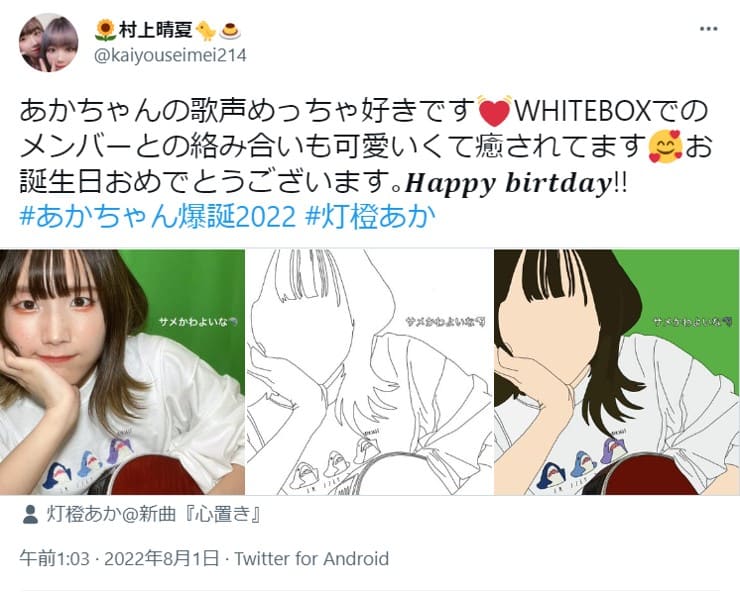 🌻村上晴夏🐤🍮
@kaiyouseimei214
あかちゃんの歌声めっちゃ好きです💓WHITEBOXでの
メンバーとの絡み合いも可愛いくて癒されてます🥰お
誕生日おめでとうございます。𝑯𝒂𝒑𝒑𝒚 𝒃𝒊𝒓𝒕𝒅𝒂𝒚!!
#あかちゃん爆誕2022 #灯橙あか
サメかわよいな🦈
サメかわよいな
サメかわよいな
灯橙あか@新曲『心置き』
午前1:03 · 2022年8月1日 · Twitter for Android